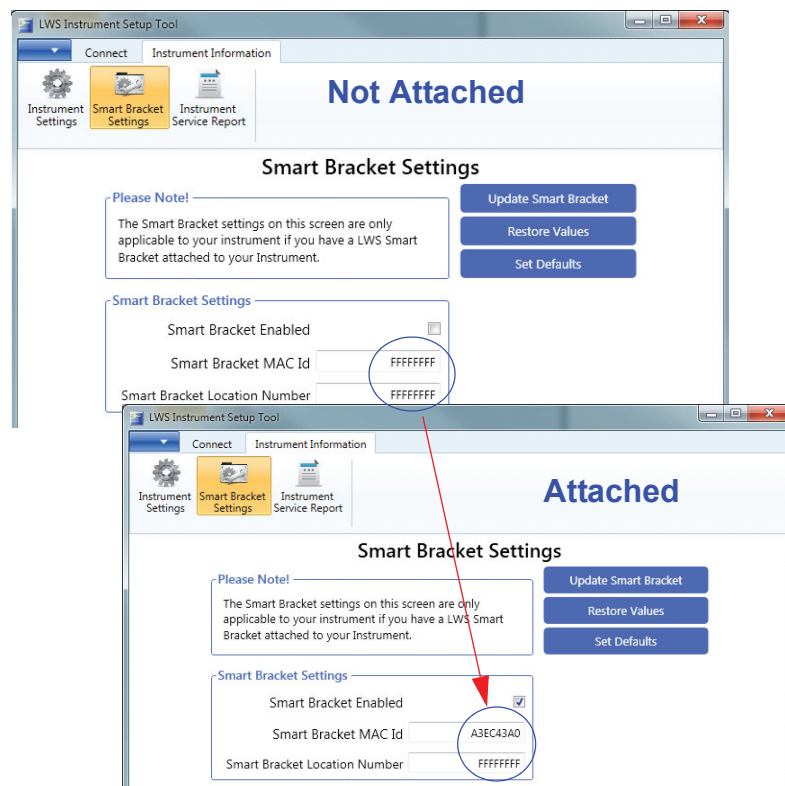 LWS Instrument Setup Tool
Connect Instrument Information
Instrument Settings
Smart Bracket Settings
Instrument Service Report
Not Attached
Smart Bracket Settings
Please Note!
The Smart Bracket settings on this screen are only
applicable to your instrument if you have a LWS Smart
Bracket attached to your Instrument.
Update Smart Bracket
Restore Values
Set Defaults
Smart Bracket Settings
Smart Bracket Enabled
Smart Bracket MAC Id FFFFFFFF
Smart Bracket Location Number FFFFFFFF
LWS Instrument Setup Tool
Connect Instrument Information
Instrument Settings
Smart Bracket Settings
Instrument Service Report
Attached
Smart Bracket Settings
Please Note!
The Smart Bracket settings on this screen are only
applicable to your instrument if you have a LWS Smart
Bracket attached to your Instrument.
Update Smart Bracket
Restore Values
Set Defaults
Smart Bracket Settings
Smart Bracket Enabled
Smart Bracket MAC Id A3EC43A0
Smart Bracket Location Number FFFFFFFF